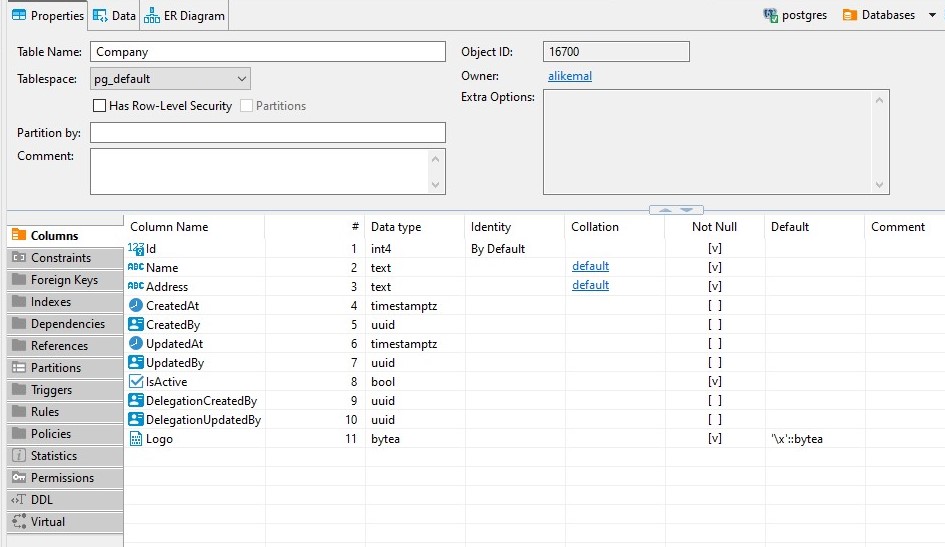 Properties Data ER Diagram postgres Databases
Table Name: Company Object ID: 16700
Tablespace: pg_default Owner: alikemal
Has Row-Level Security Partitions Extra Options:
Partition by:
Comment:
Columns
Constraints
Foreign Keys
Indexes
Dependencies
References
Partitions
Triggers
Rules
Policies
Statistics
Permissions
DDL
Virtual
Column Name # Data type Identity Collation Not Null Default Comment
123 Id 1 int4 By Default [v]
ABC Name 2 text default [v]
ABC Address 3 text default [v]
CreatedAt 4 timestamptz [ ]
CreatedBy 5 uuid [ ]
UpdatedAt 6 timestamptz [ ]
UpdatedBy 7 uuid [ ]
IsActive 8 bool [v]
DelegationCreatedBy 9 uuid [ ]
DelegationUpdatedBy 10 uuid [ ]
Logo 11 bytea [v] '\x'::bytea